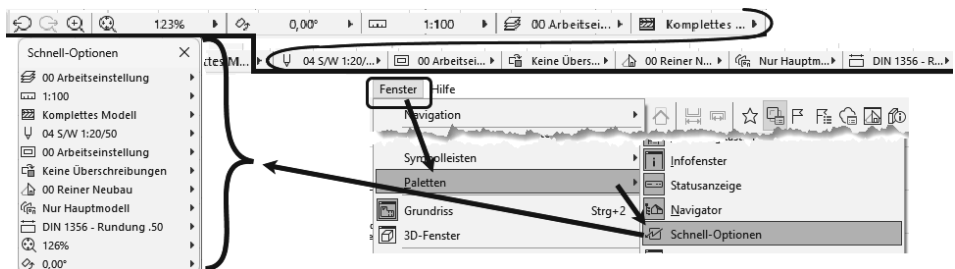 123% 0,00° 1:100 00 Arbeitsei... Komplettes ...
04 S/W 1:20/... 00 Arbeitsei... Keine Übers... 00 Reiner N... Nur Hauptm... DIN 1356 - R...
Schnell-Optionen
00 Arbeitseinstellung
1:100
Komplettes Modell
04 S/W 1:20/50
00 Arbeitseinstellung
Keine Überschreibungen
00 Reiner Neubau
Nur Hauptmodell
DIN 1356 - Rundung .50
126%
0,00°
Fenster Hilfe
Navigation
Symbolleisten
Paletten
Grundriss Strg+2
3D-Fenster
Infofenster
Statusanzeige
Navigator
Schnell-Optionen